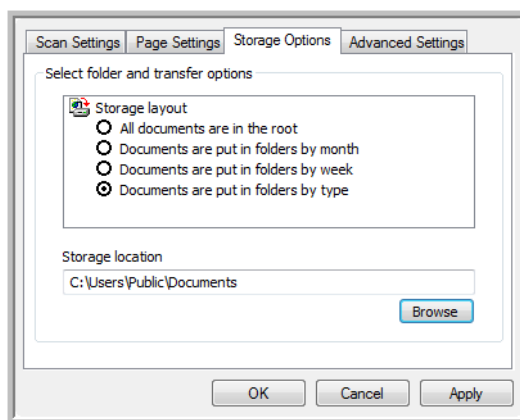 Scan Settings Page Settings Storage Options Advanced Settings
Select folder and transfer options
Storage layout
All documents are in the root
Documents are put in folders by month
Documents are put in folders by week
Documents are put in folders by type
Storage location
C:\Users\Public\Documents
Browse
OK Cancel Apply